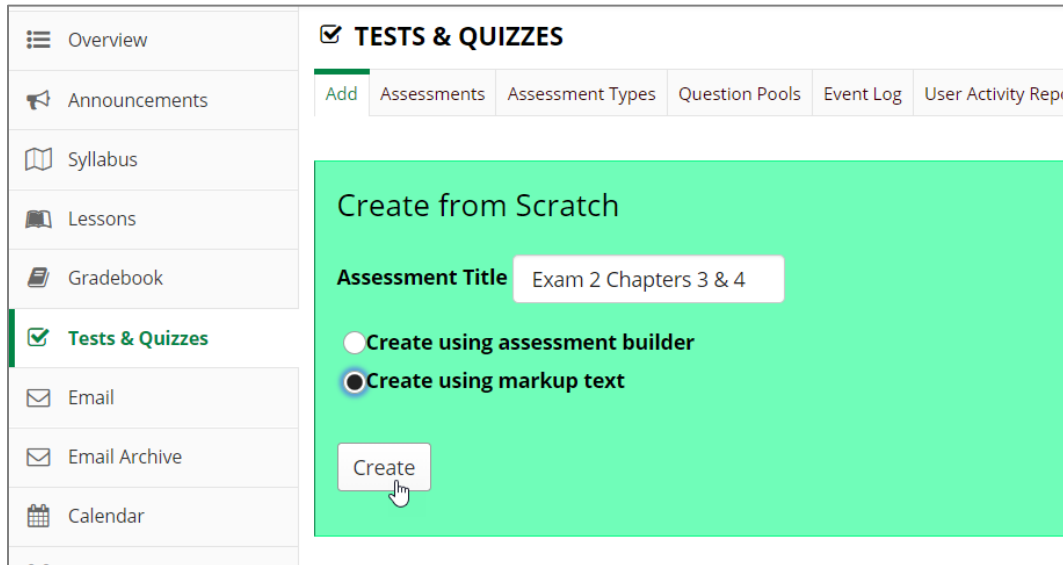 Overview
Announcements
Syllabus
Lessons
Gradebook
Tests & Quizzes
Email
Email Archive
Calendar
TESTS & QUIZZES
Add Assessments Assessment Types Question Pools Event Log User Activity
Create from Scratch
Assessment Title Exam 2 Chapters 3 & 4
Create using assessment builder
Create using markup text
Create